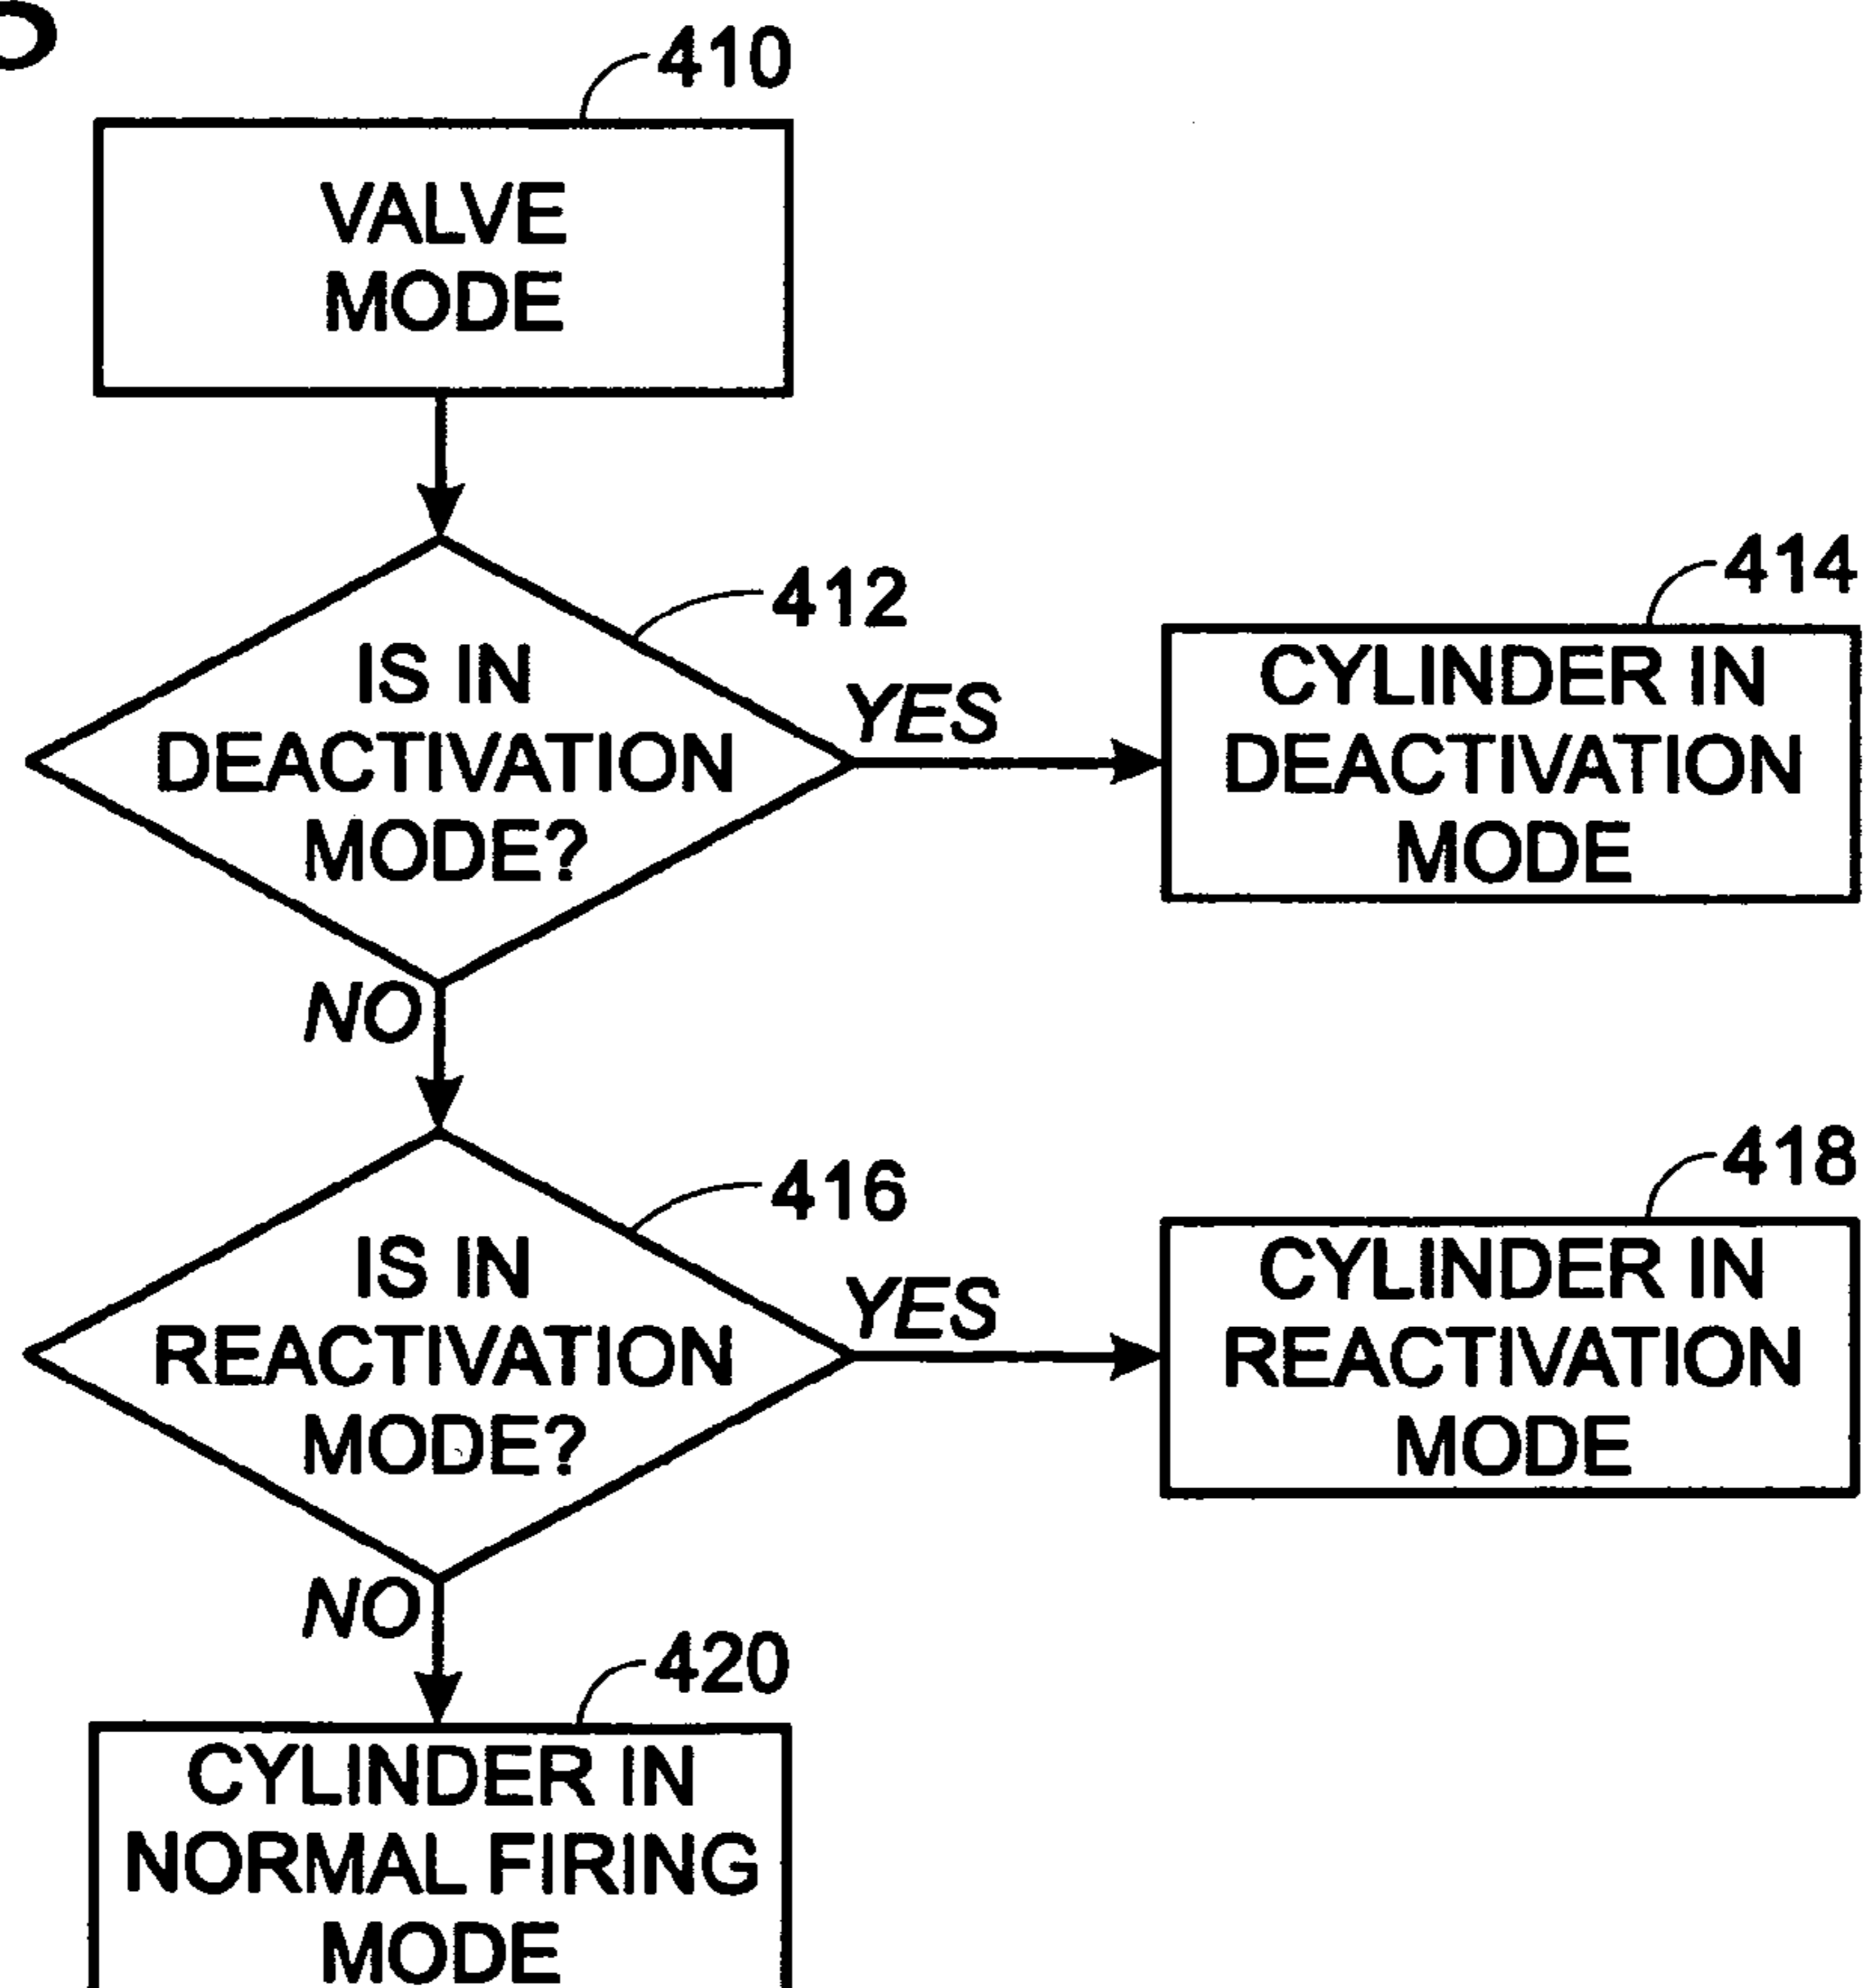 410
VALVE
MODE
412
IS IN
DEACTIVATION
MODE?
YES
414
CYLINDER IN
DEACTIVATION
MODE
NO
416
IS IN
REACTIVATION
MODE?
YES
418
CYLINDER IN
REACTIVATION
MODE
NO
420
CYLINDER IN
NORMAL FIRING
MODE